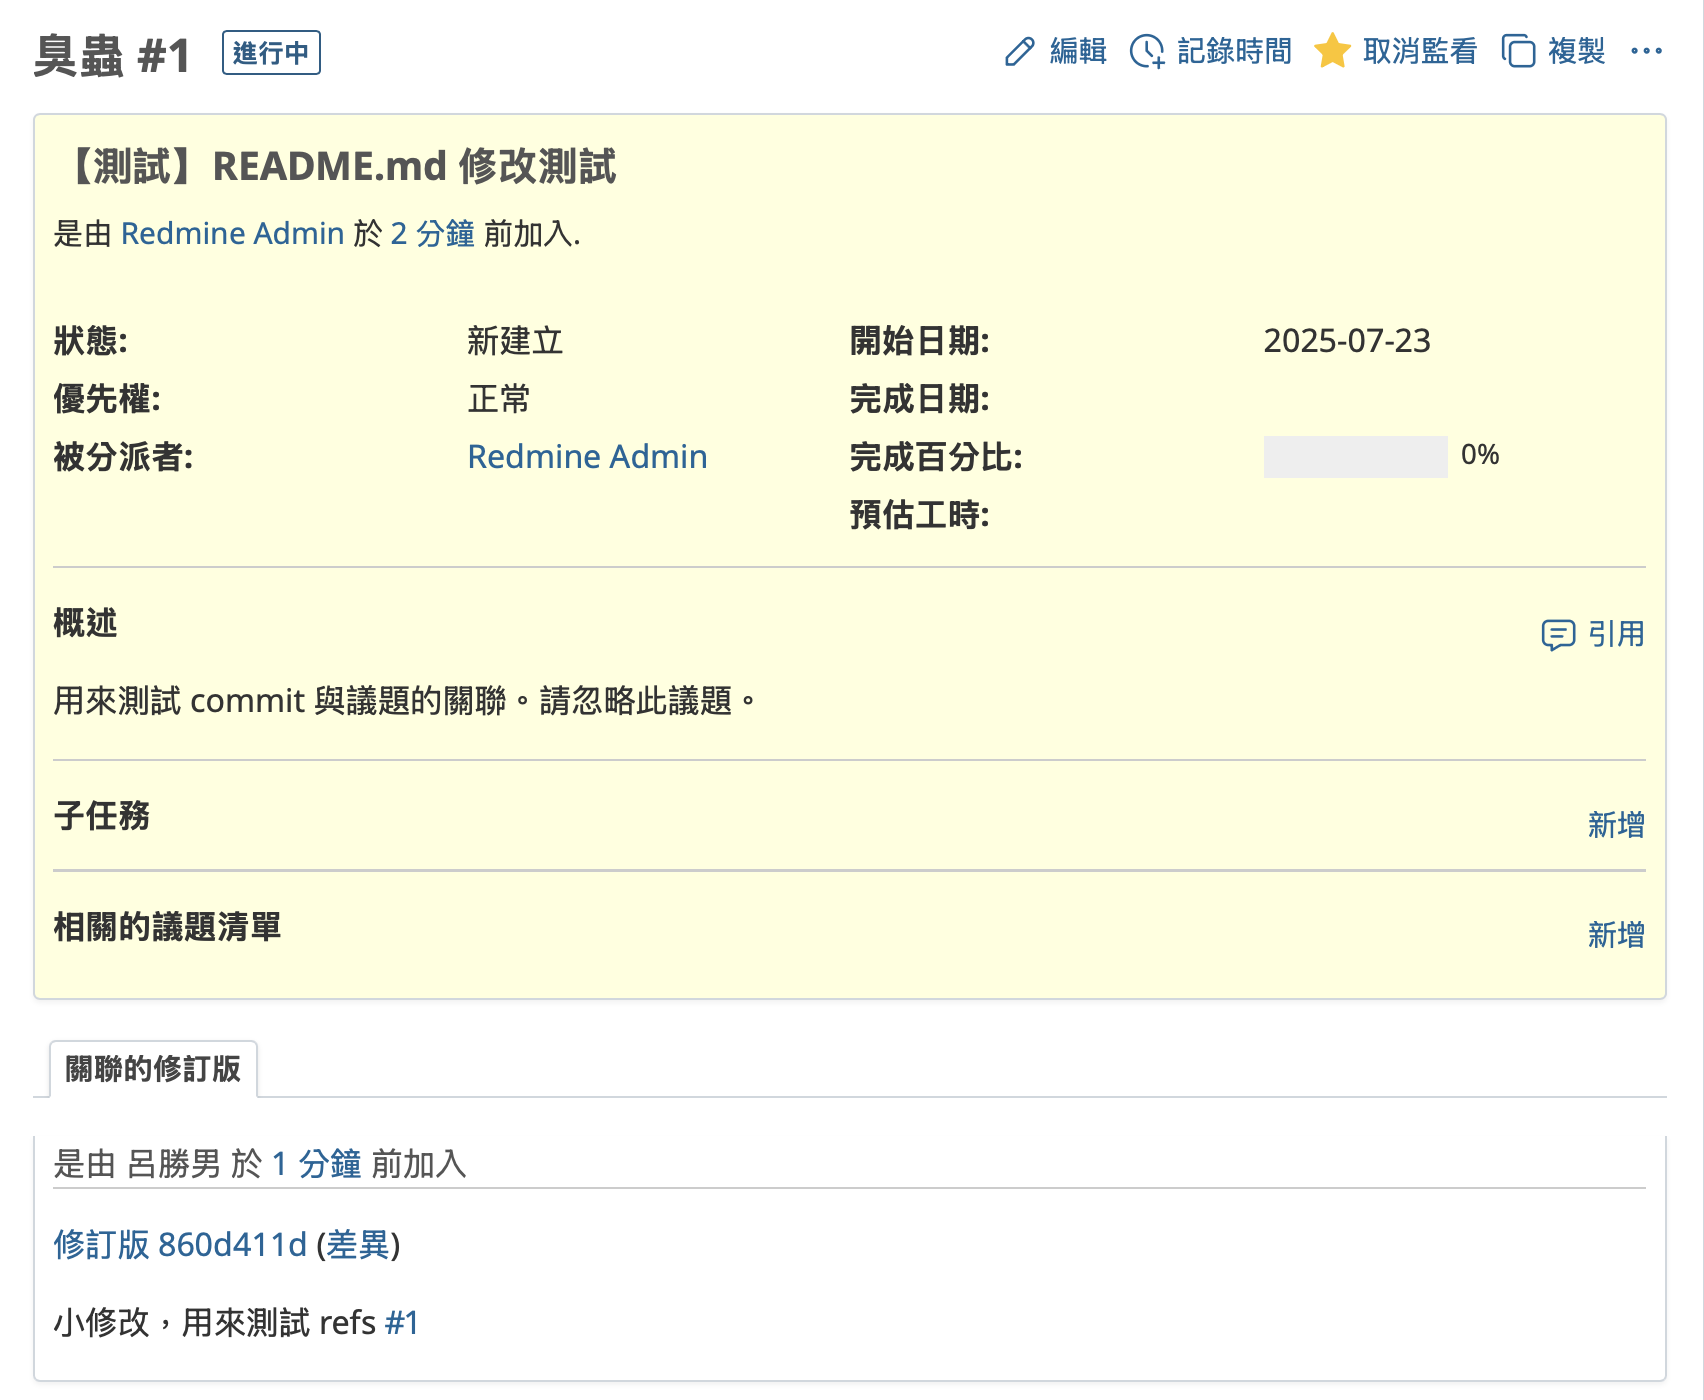 臭蟲 #1 進行中 編輯 記錄時間 取消監看 複製 ...
【測試】README.md 修改測試
是由 Redmine Admin 於 2 分鐘 前加入.
狀態: 新建立 開始日期: 2025-07-23
優先權: 正常 完成日期:
被分派者: Redmine Admin 完成百分比: 0%
預估工時:
概述 引用
用來測試 commit 與議題的關聯。請忽略此議題。
子任務 新增
相關的議題清單 新增
關聯的修訂版
是由 呂勝男 於 1 分鐘 前加入
修訂版 860d411d (差異)
小修改，用來測試 refs #1